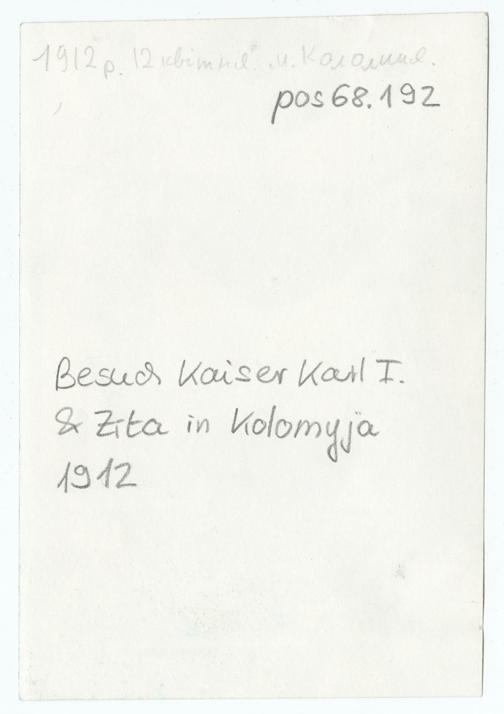 1912 р. 12 квітня. м. Коломия.
pos 68.192
Besuch Kaiser Karl I.
& Zita in Kolomyja
1912